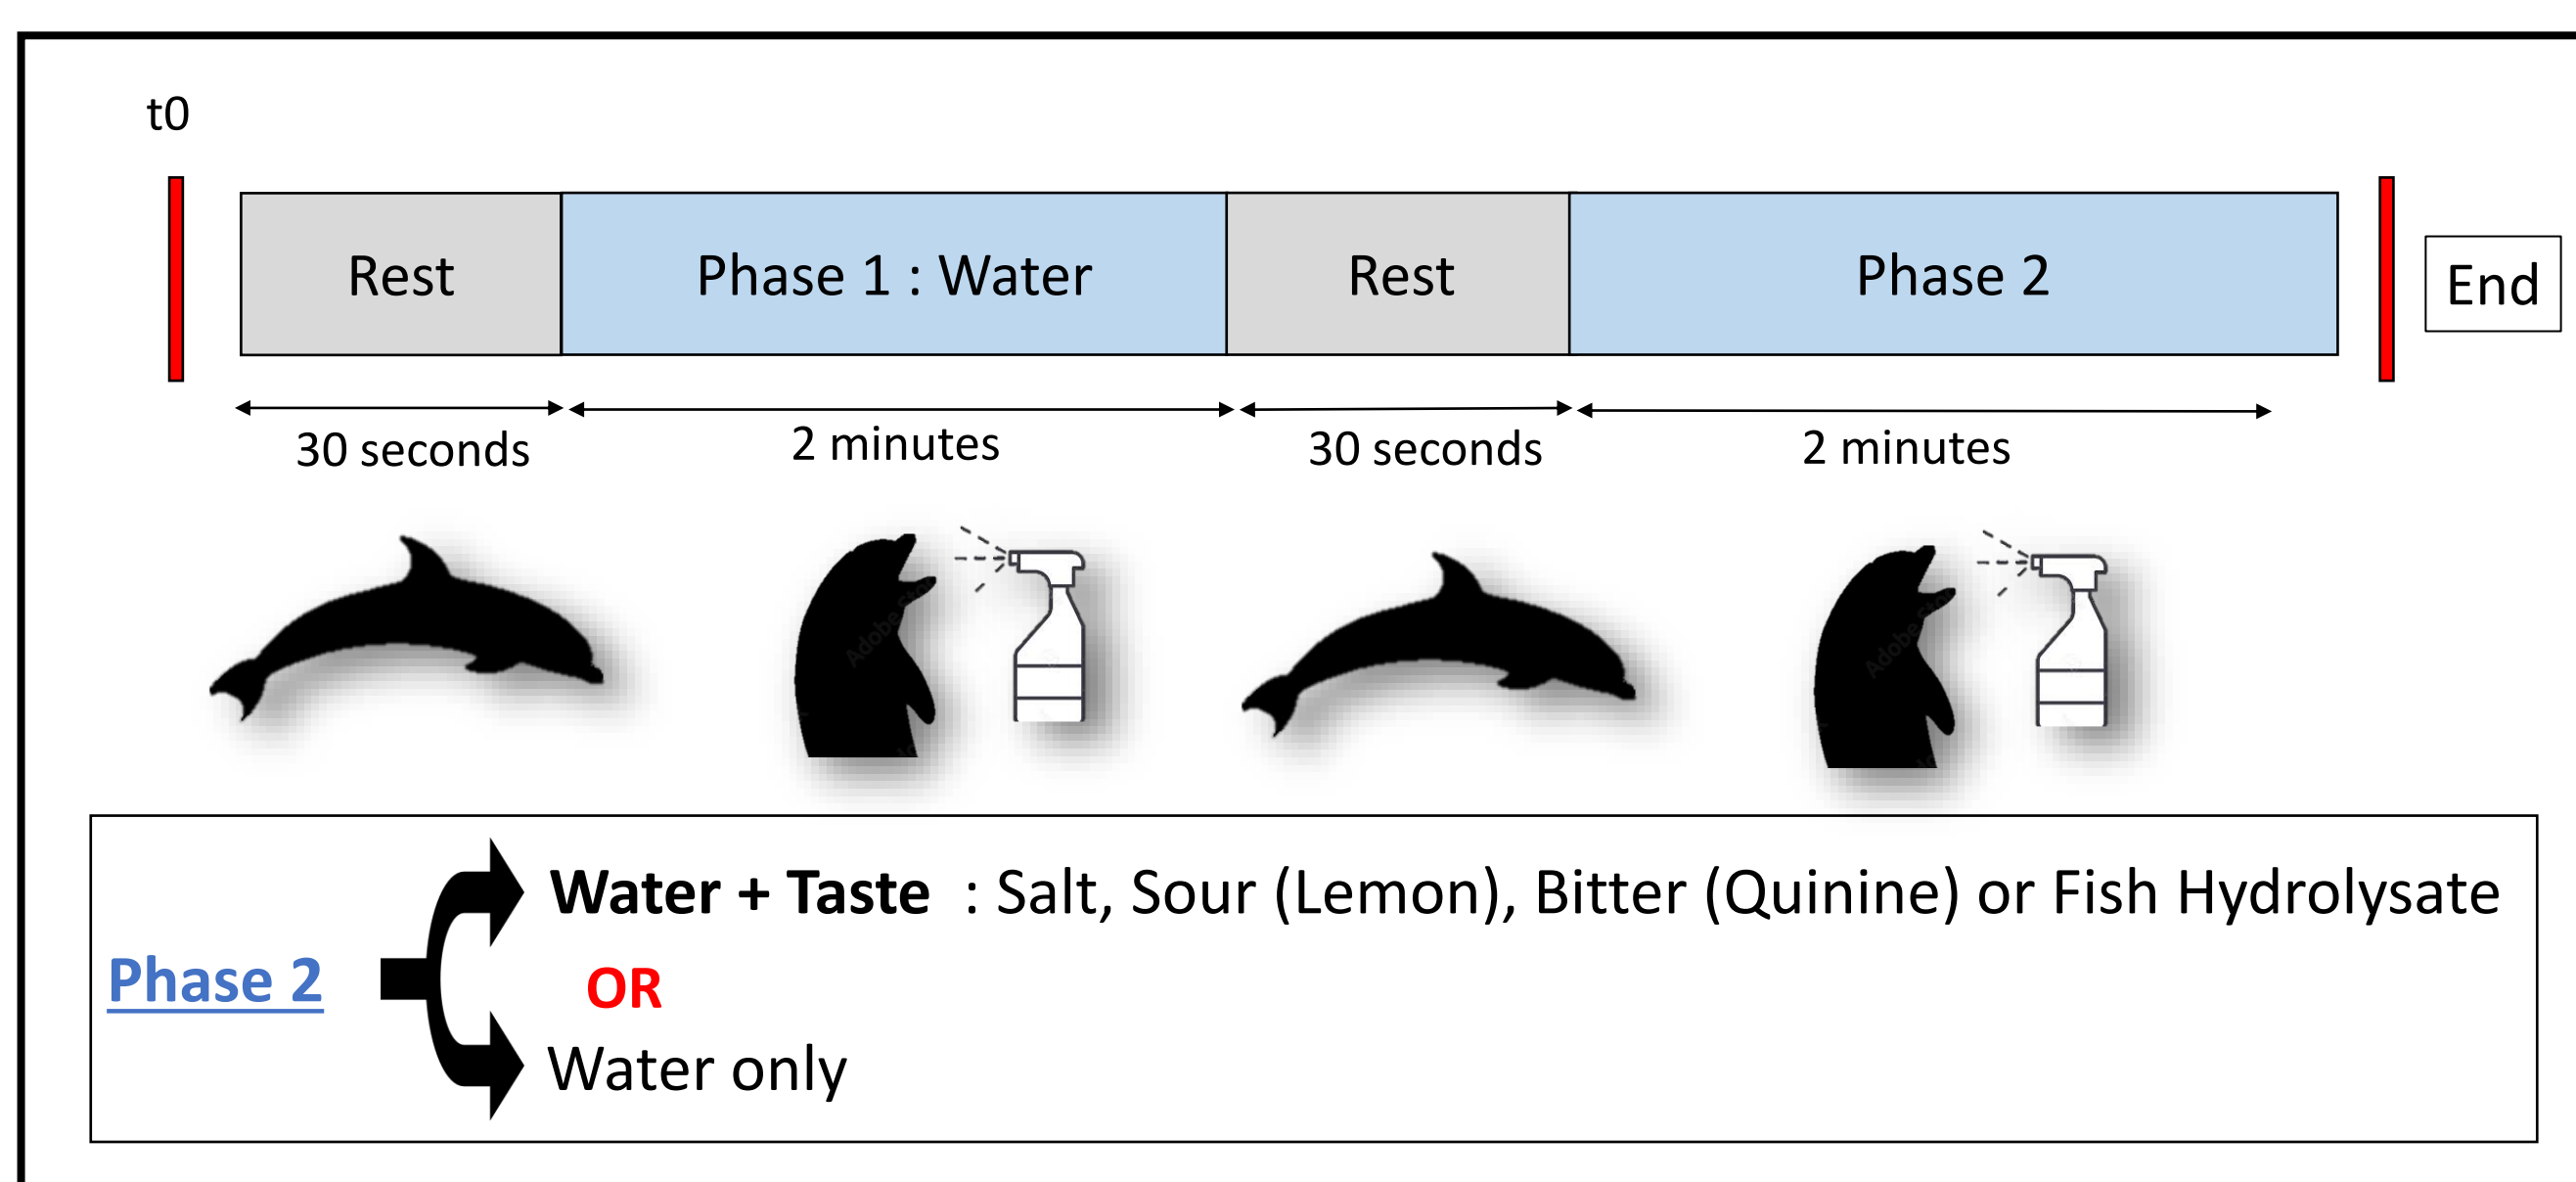 t0
Rest
Phase 1 : Water
Rest
Phase 2
End
30 seconds
2 minutes
30 seconds
2 minutes
Water + Taste : Salt, Sour (Lemon), Bitter (Quinine) or Fish Hydrolysate
Phase 2
OR
Water only